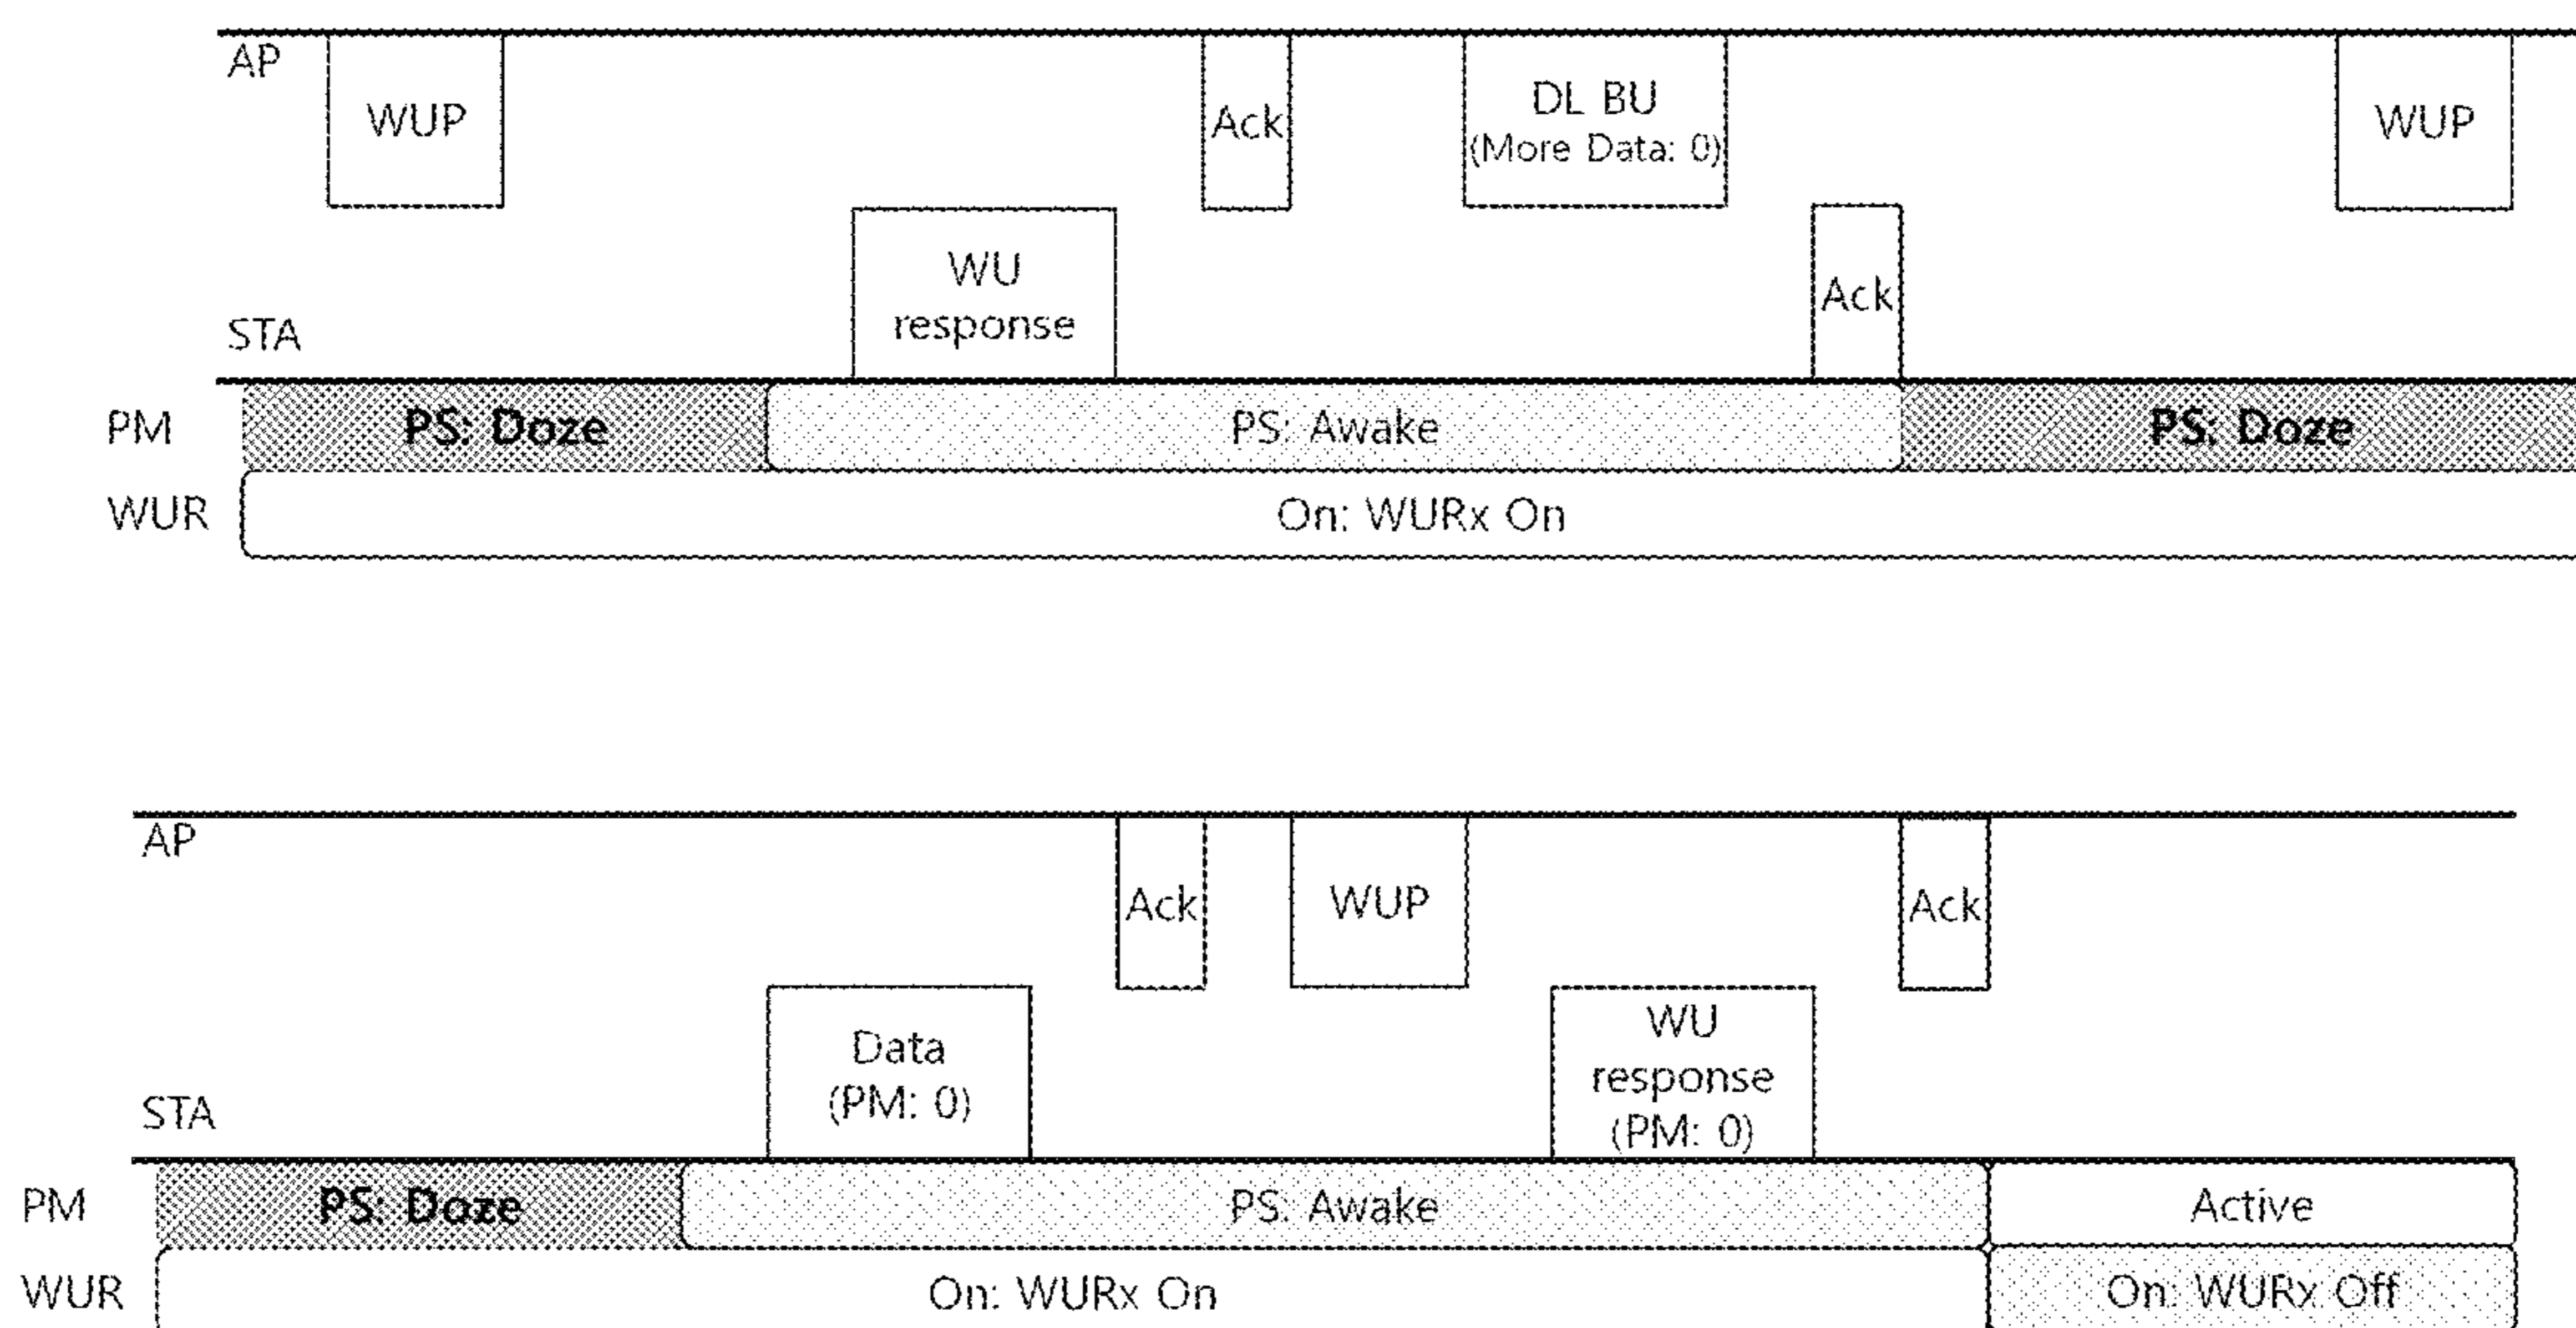 AP
WUP
Ack
DL BU
(More Data: 0)
WUP
STA
WU
response
Ack
PM
PS: Doze
PS: Awake
PS: Doze
WUR
On: WURx On
AP
Ack
WUP
Ack
STA
Data
(PM: 0)
WU
response
(PM: 0)
PM
PS: Doze
PS: Awake
Active
WUR
On: WURx On
On: WURx Off